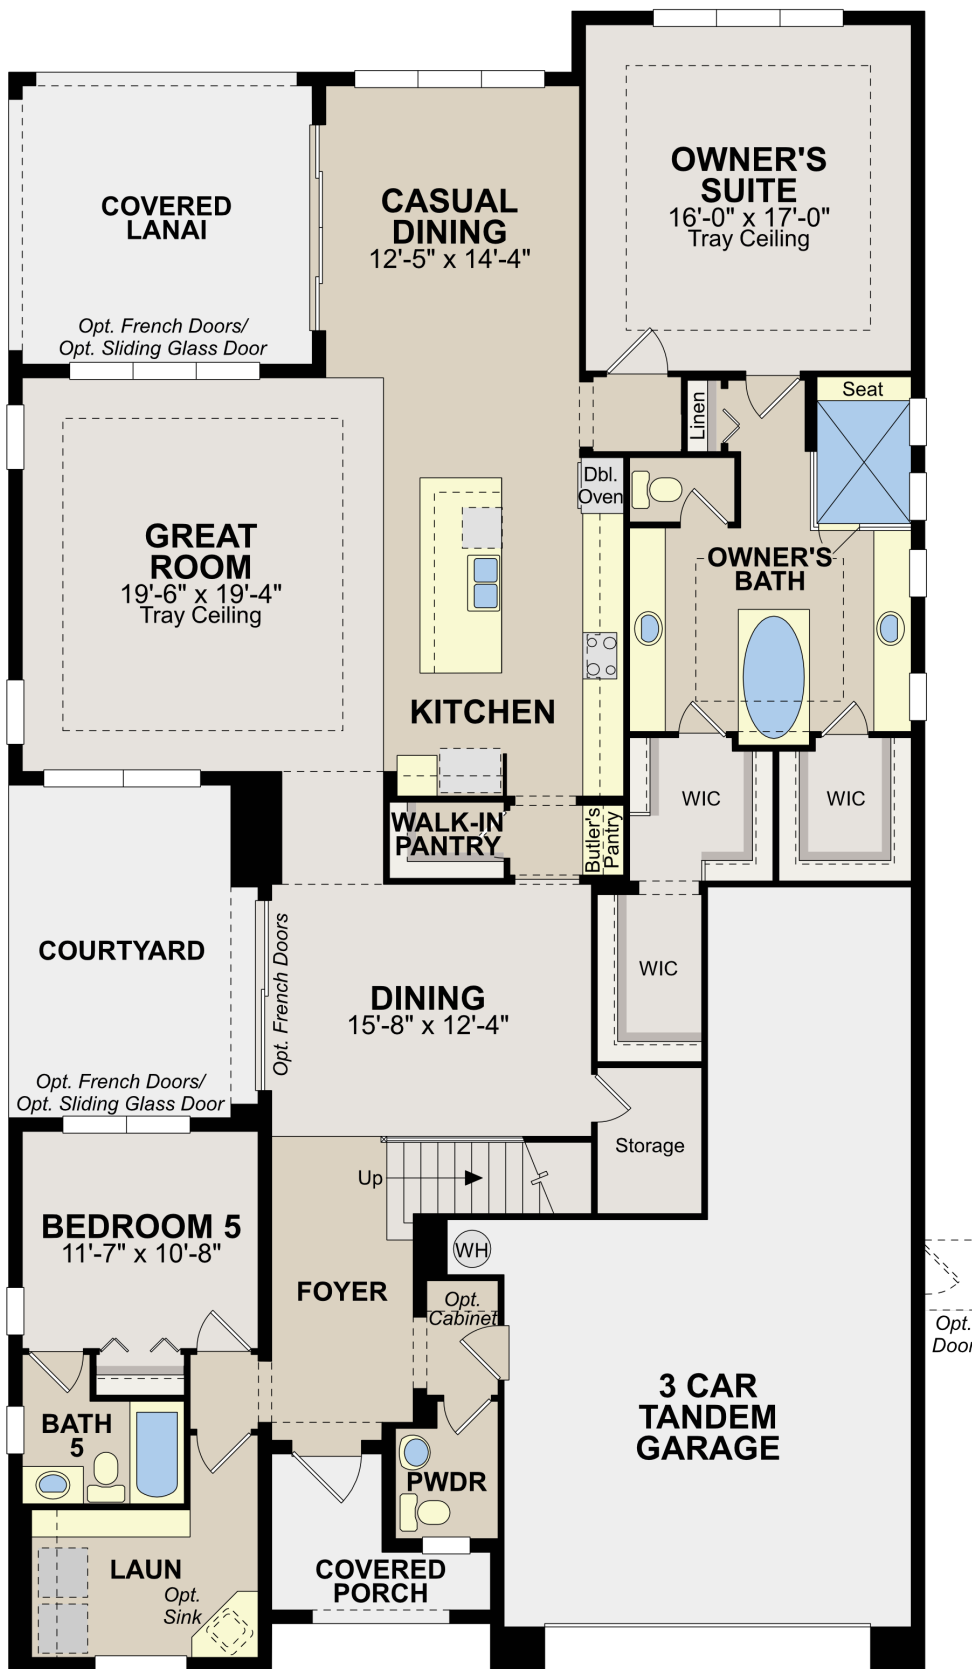 OWNER'S
SUITE
16'-0" x 17'-0"
Tray Ceiling
COVERED
LANAI
CASUAL
DINING
12'-5" x 14'-4"
Opt. French Doors/
Opt. Sliding Glass Door
Linen
Seat
Dbl.
Oven
GREAT
ROOM
19'-6" x 19'-4"
Tray Ceiling
OWNER'S
BATH
KITCHEN
WIC
WIC
WALK-IN
PANTRY
Butler's
Pantry
COURTYARD
Opt. French Doors
DINING
15'-8" x 12'-4"
WIC
Opt. French Doors/
Opt. Sliding Glass Door
Storage
Up
BEDROOM 5
11'-7" x 10'-8"
WH
FOYER
Opt.
Cabinet
Opt.
Door
3 CAR
TANDEM
GARAGE
BATH
5
PWDR
LAUN
Opt.
Sink
COVERED
PORCH